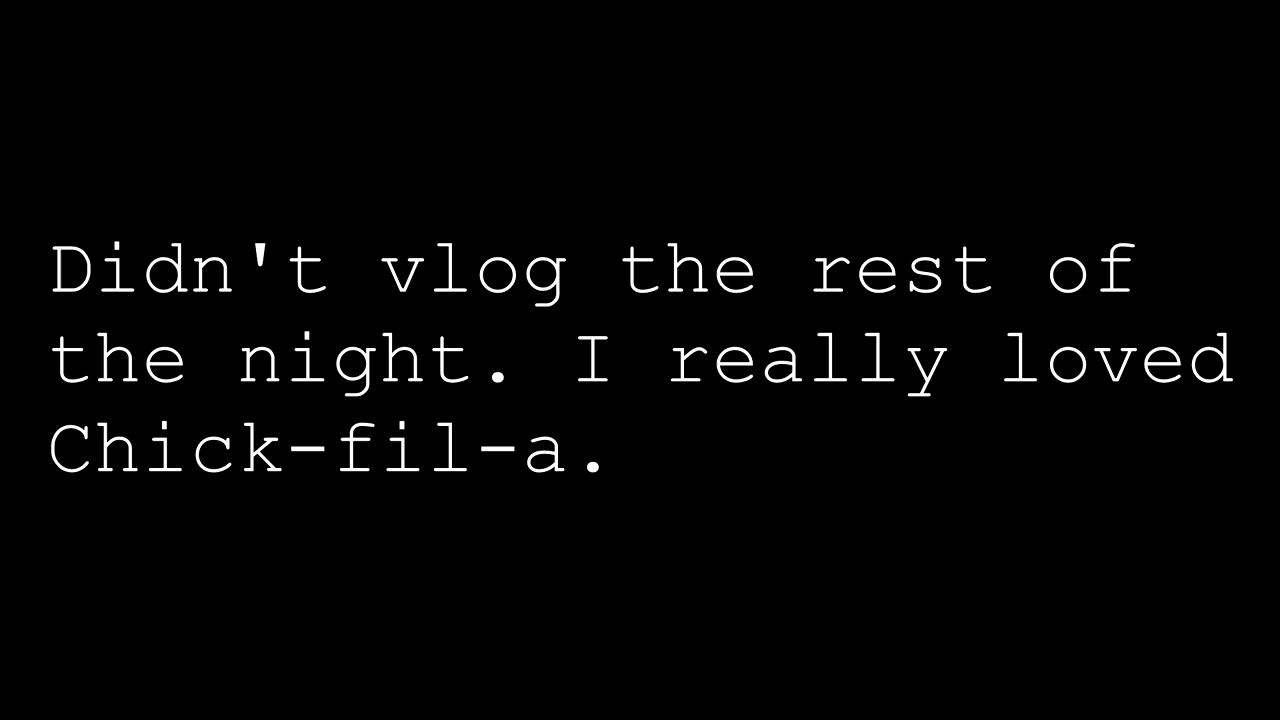 Didn't vlog the rest of
the night. I really loved
Chick-fil-a.